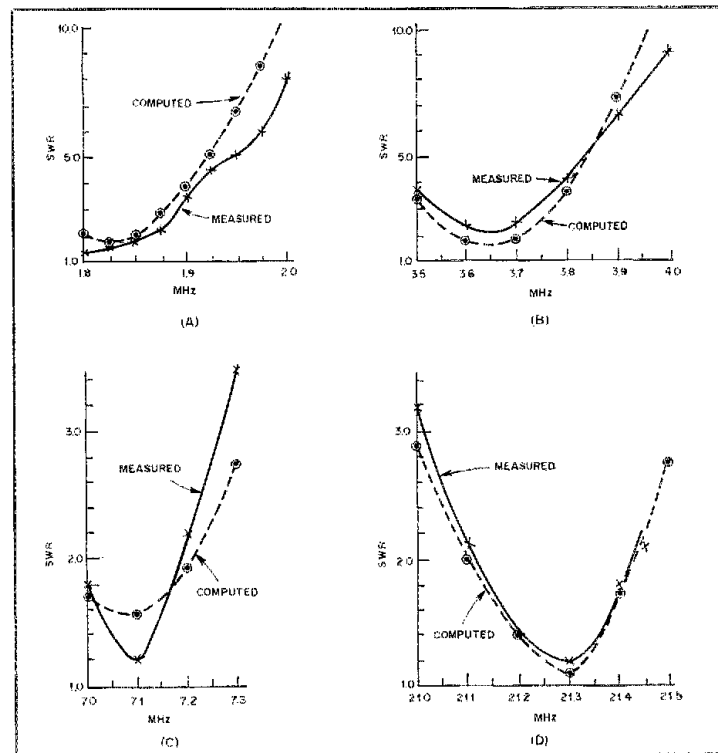 10.0
COMPUTED
5.0
SWR
MEASURED
1.0
1.8 1.9 2.0
MHz
(A)
10.0
5.0
SWR
MEASURED
COMPUTED
1.0
3.5 3.6 3.7 3.8 3.9 4.0
MHz
(B)
3.0
MEASURED
2.0
SWR
COMPUTED
1.0
7.0 7.1 7.2 7.3
MHz
(C)
3.0
MEASURED
2.0
SWR
COMPUTED
1.0
21.0 21.1 21.2 21.3 21.4 21.5
MHz
(D)